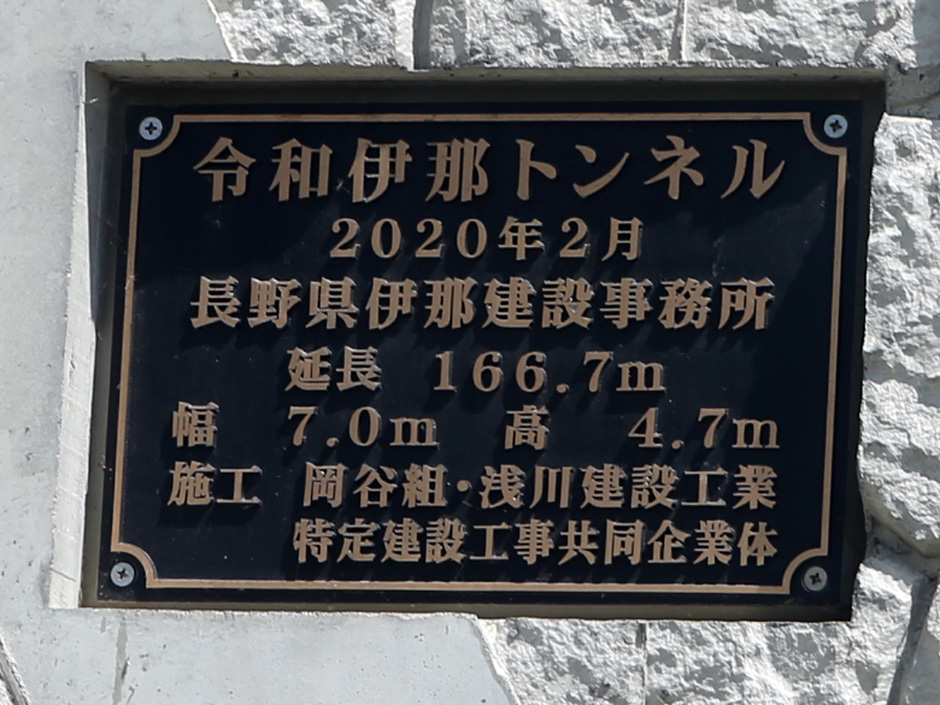 令和伊那トンネル
2020年2月
長野県伊那建設事務所
延長 166.7m
幅 7.0m 高 4.7m
施工 岡谷組・浅川建設工業
特定建設工事共同企業体